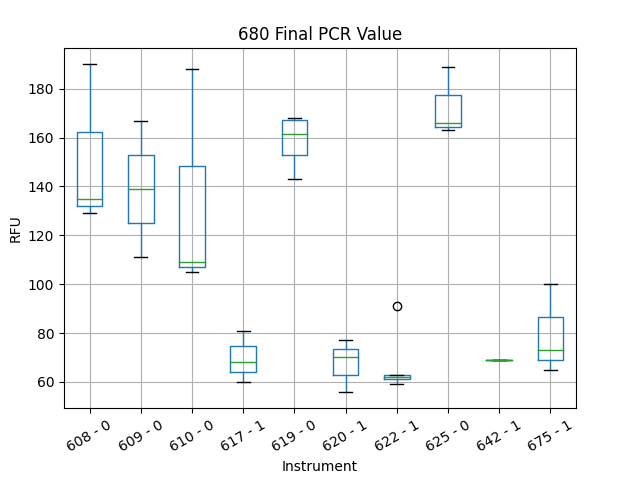 680 Final PCR Value
RFU
180
160
140
120
100
80
60
608 - 0
609 - 0
610 - 0
617 - 1
619 - 0
620 - 1
622 - 1
625 - 0
642 - 1
675 - 1
Instrument